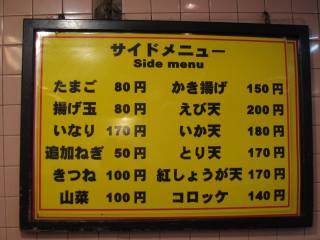 サイドメニュー
Side menu
たまご 80円
揚げ玉 80円
いなり 170円
追加ねぎ 50円
きつね 100円
山菜 100円
かき揚げ 150円
えび天 200円
いか天 180円
とり天 170円
紅しょうが天 170円
コロッケ 140円